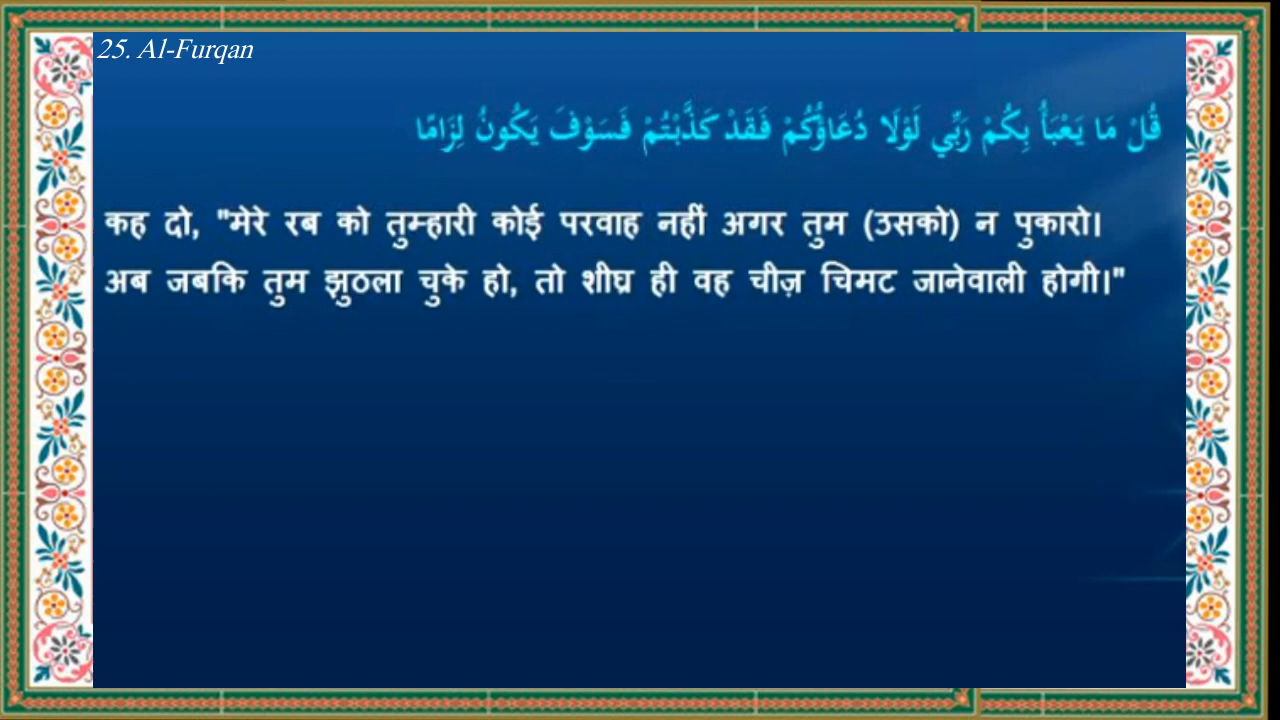 25. Al-Furqan
قُلْ مَا يَعْبَأُ بِكُمْ رَبِّي لَوْلَا دُعَاؤُكُمْ فَقَدْ كَذَّبْتُمْ فَسَوْفَ يَكُونُ لِزَامًا
कह दो, "मेरे रब को तुम्हारी कोई परवाह नहीं अगर तुम (उसको) न पुकारो।
अब जबकि तुम झुठला चुके हो, तो शीघ्र ही वह चीज़ चिमट जानेवाली होगी।"